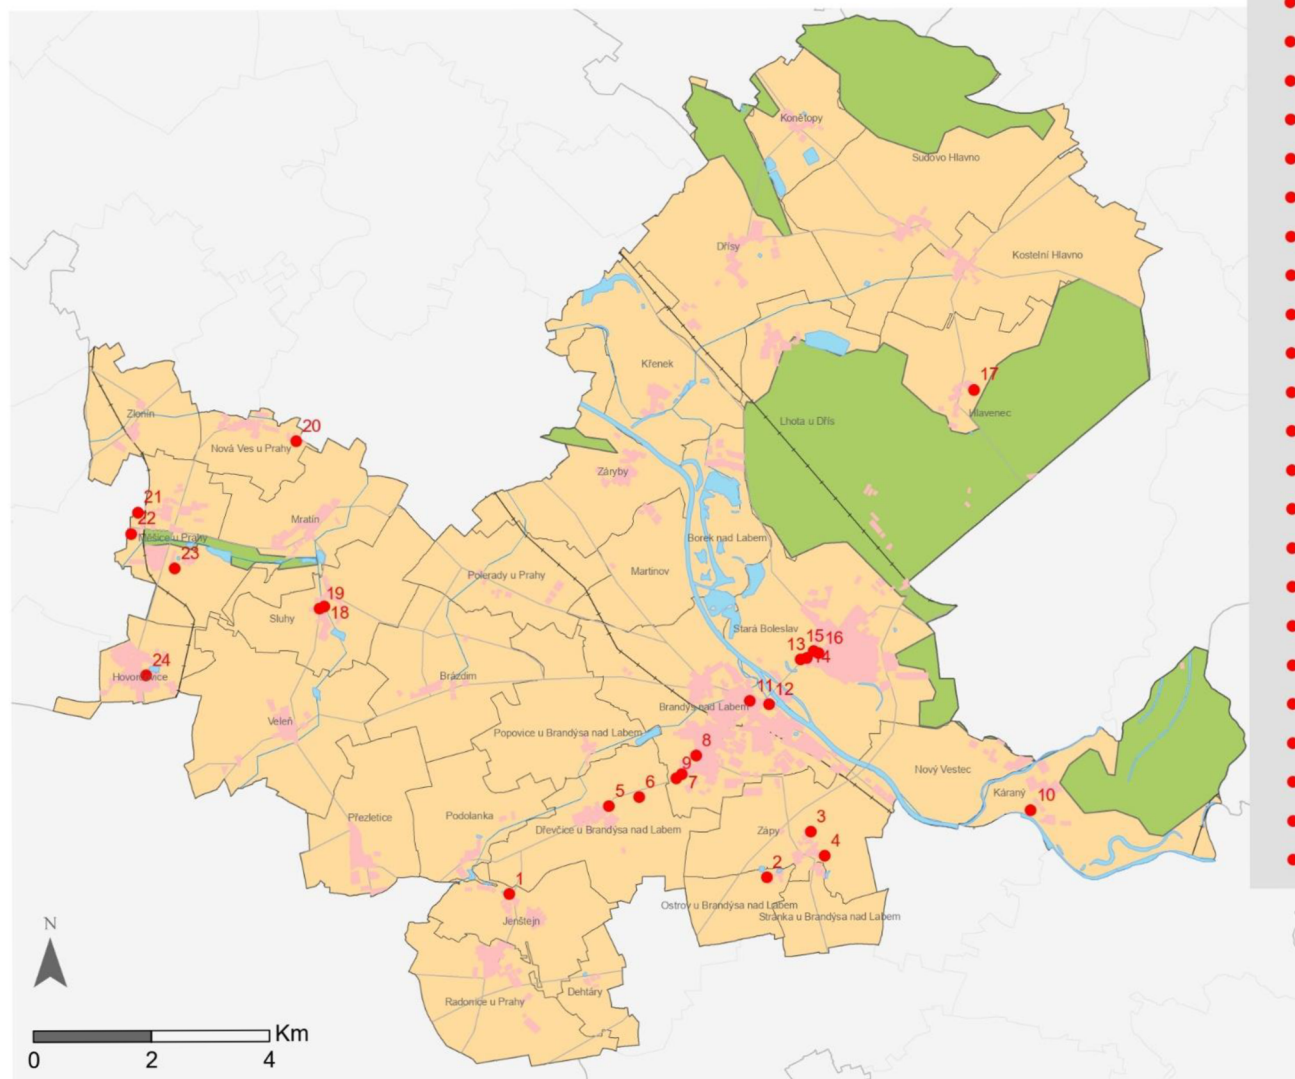 Konětopy
Sudovo Hlavno
Dřísy
Kostelní Hlavno
Křenek
17
Zlonín
Hlavenec
Lhota u Dřís
20
Nová Ves u Prahy
Záryby
21
22
Mratín
Měšice u Prahy
Borek nad Labem
23
Polerady u Prahy
Martinov
19
18
Sluhy
Stará Boleslav
15 16
13
14
24
Hovorčovice
Brázdim
11 12
Brandýs nad Labem
Veleň
Popovice u Brandýsa nad Labem
8
9
7
Nový Vestec
6
5
Káraný
10
Přezletice
Podolanka
Dřevčice u Brandýsa nad Labem
Zápy
3
4
2
1
Ostrov u Brandýsa nad Labem
Stránka u Brandýsa nad Labem
Jenštejn
N
Radonice u Prahy
Dehtáry
Km
0 2 4